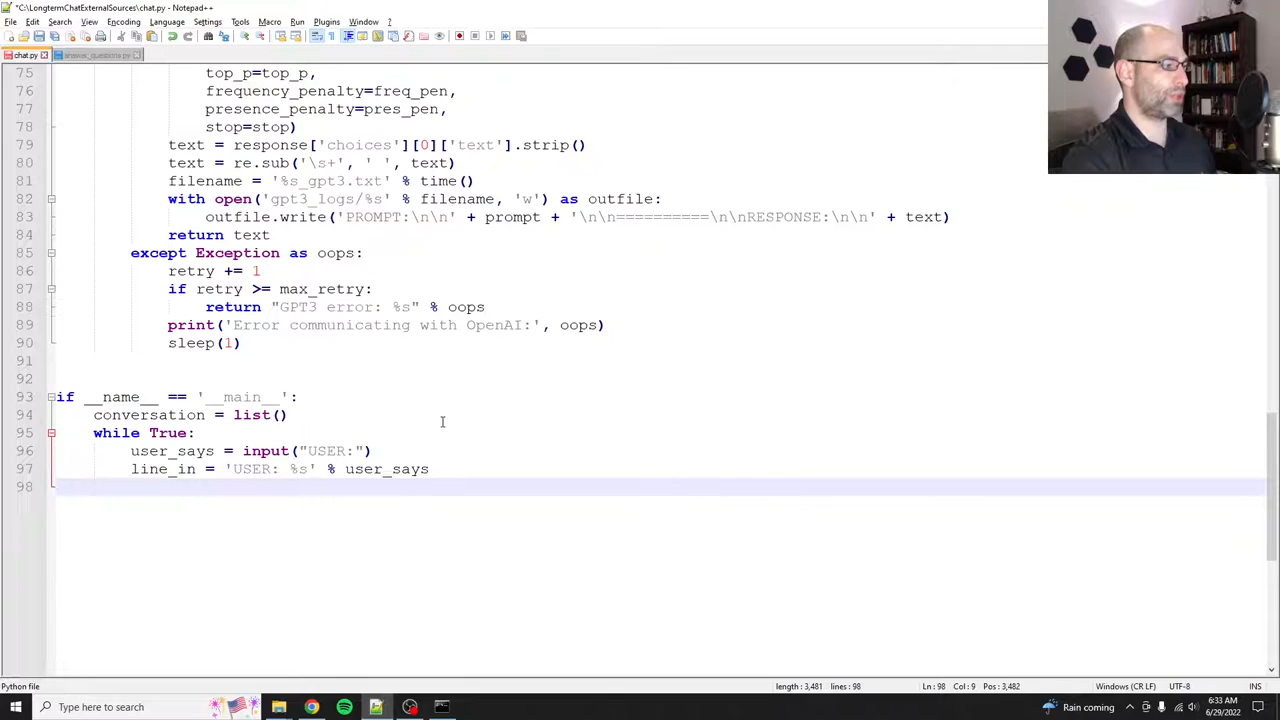 *C:\LongtermChatExternalSources\chat.py - Notepad++
File Edit Search View Encoding Language Settings Tools Macro Run Plugins Window ?
chat.py answer_questions.py
75 top_p=top_p,
76 frequency_penalty=freq_pen,
77 presence_penalty=pres_pen,
78 stop=stop)
79 text = response['choices'][0]['text'].strip()
80 text = re.sub('\s+', ' ', text)
81 filename = '%s_gpt3.txt' % time()
82 with open('gpt3_logs/%s' % filename, 'w') as outfile:
83 outfile.write('PROMPT:\n\n' + prompt + '\n\n==========\n\nRESPONSE:\n\n' + text)
84 return text
85 except Exception as oops:
86 retry += 1
87 if retry >= max_retry:
88 return "GPT3 error: %s" % oops
89 print('Error communicating with OpenAI:', oops)
90 sleep(1)
91
92
93 if __name__ == '__main__':
94 conversation = list()
95 while True:
96 user_says = input("USER:")
97 line_in = 'USER: %s' % user_says
98
Python file length : 3,481 lines : 98 Ln : 98 Col : 9 Pos : 3,482 Windows (CR LF) UTF-8 INS
Type here to search Rain coming 6:33 AM
6/29/2022